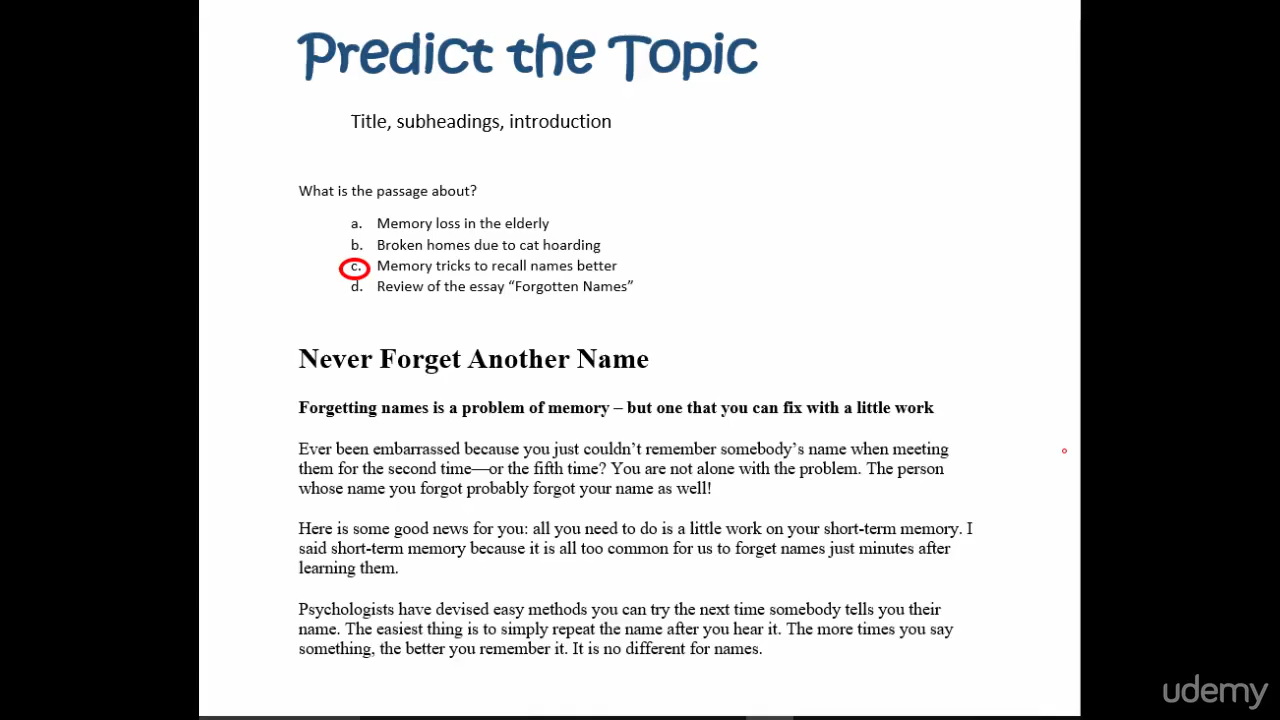 Predict the Topic
Title, subheadings, introduction
What is the passage about?
a. Memory loss in the elderly
b. Broken homes due to cat hoarding
c. Memory tricks to recall names better
d. Review of the essay “Forgotten Names”
Never Forget Another Name
Forgetting names is a problem of memory – but one that you can fix with a little work
Ever been embarrassed because you just couldn’t remember somebody’s name when meeting
them for the second time—or the fifth time? You are not alone with the problem. The person
whose name you forgot probably forgot your name as well!
Here is some good news for you: all you need to do is a little work on your short-term memory. I
said short-term memory because it is all too common for us to forget names just minutes after
learning them.
Psychologists have devised easy methods you can try the next time somebody tells you their
name. The easiest thing is to simply repeat the name after you hear it. The more times you say
something, the better you remember it. It is no different for names.
udemy